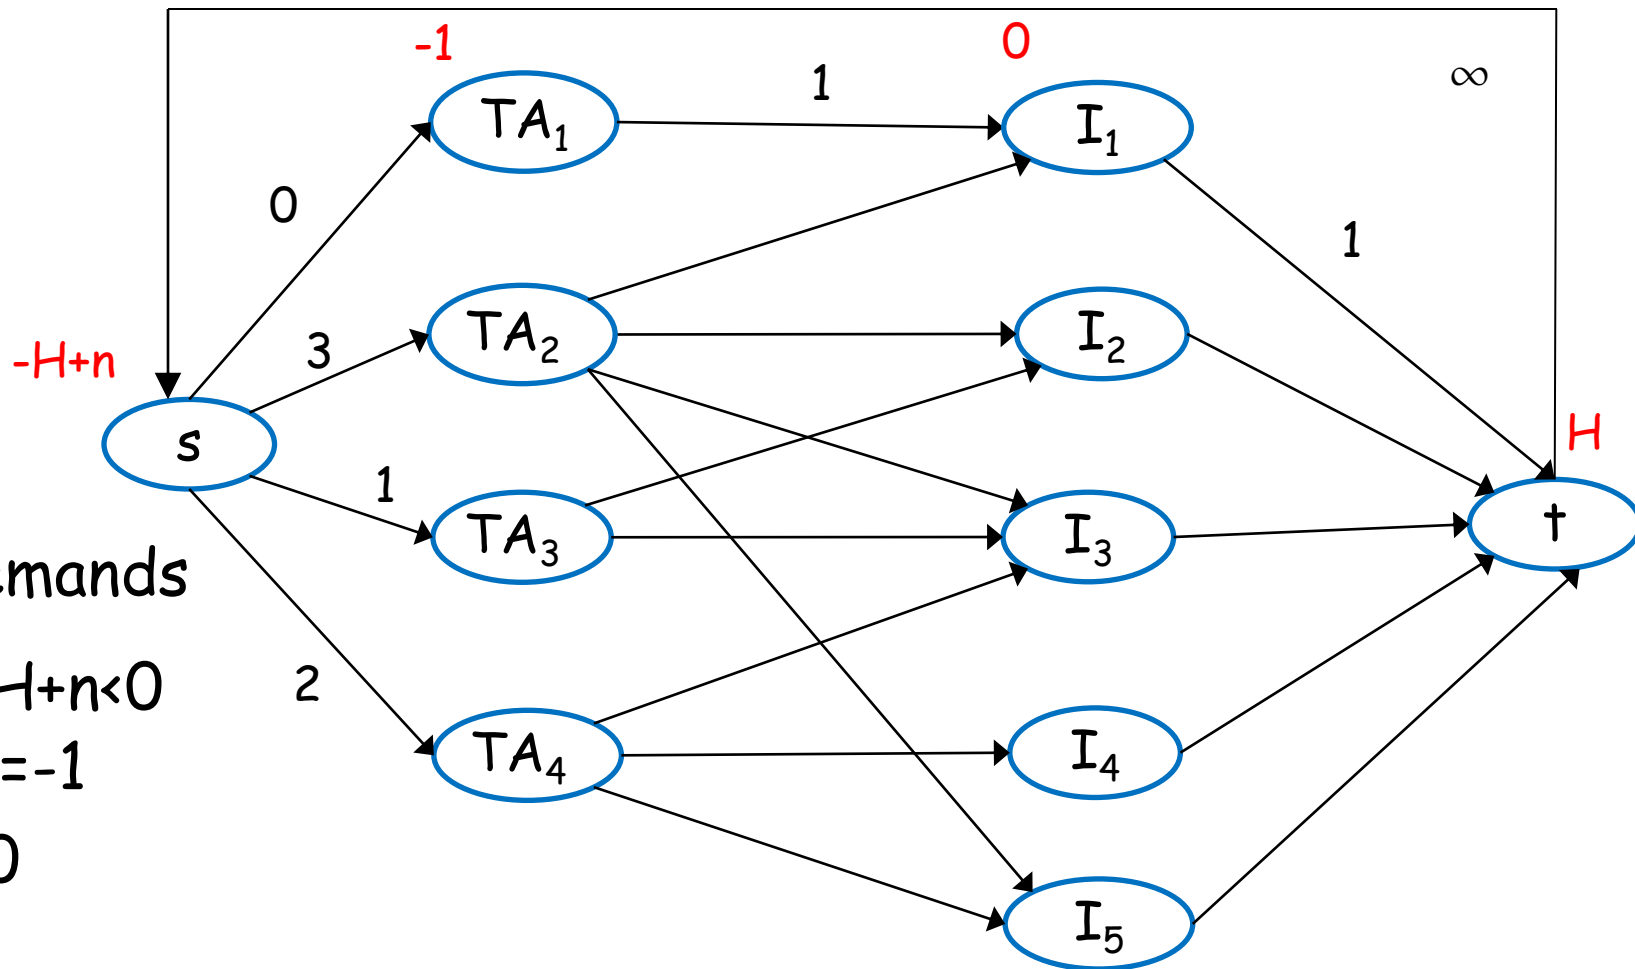 -1
0
∞
TA₁
1
I₁
0
1
TA₂
I₂
3
-H+n
H
s
1
TA₃
I₃
t
mands
2
H+n<0
TA₄
I₄
=-1
0
I₅